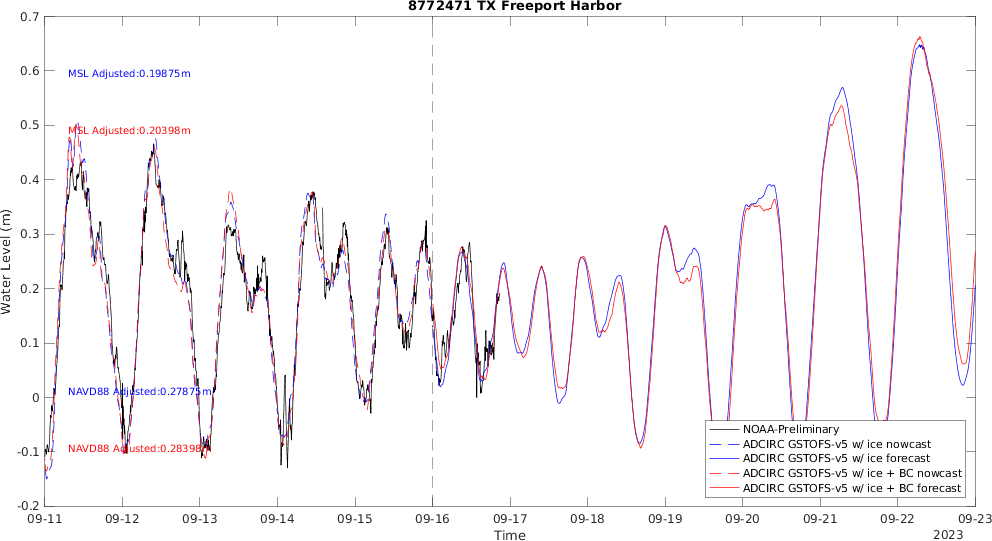 8772471 TX Freeport Harbor
Water Level (m)
0.7
0.6
0.5
0.4
0.3
0.2
0.1
0
-0.1
-0.2
MSL Adjusted:0.19875m
MSL Adjusted:0.20398m
NAVD88 Adjusted:0.27875m
NAVD88 Adjusted:0.28398m
NOAA-Preliminary
ADCIRC GSTOFS-v5 w/ ice nowcast
ADCIRC GSTOFS-v5 w/ ice forecast
ADCIRC GSTOFS-v5 w/ ice + BC nowcast
ADCIRC GSTOFS-v5 w/ ice + BC forecast
09-11 09-12 09-13 09-14 09-15 09-16 09-17 09-18 09-19 09-20 09-21 09-22 09-23
Time
2023